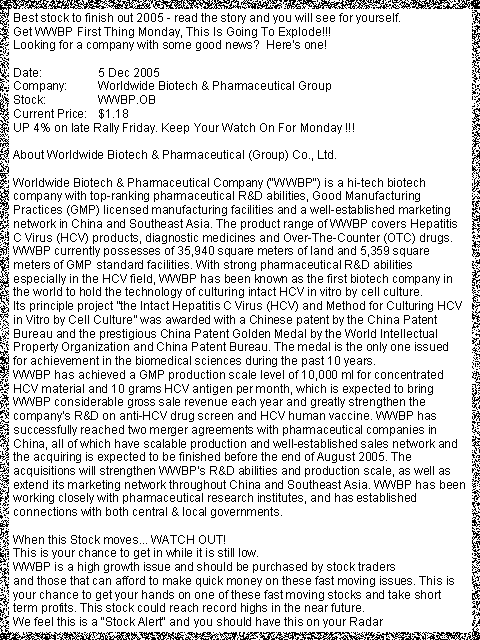 Best stock to finish out 2005 - read the story and you will see for yourself.
Get WWBP First Thing Monday, This Is Going To Explode!!!
Looking for a company with some good news?  Here's one!
Date: 5 Dec 2005
Company: Worldwide Biotech & Pharmaceutical Group
Stock: WWBP.OB
Current Price: $1.18
UP 4% on late Rally Friday. Keep Your Watch On For Monday !!!
About Worldwide Biotech & Pharmaceutical (Group) Co., Ltd.
Worldwide Biotech & Pharmaceutical Company ("WWBP") is a hi-tech biotech
company with top-ranking pharmaceutical R&D abilities, Good Manufacturing
Practices (GMP) licensed manufacturing facilities and a well-established marketing
network in China and Southeast Asia. The product range of WWBP covers Hepatitis
C Virus (HCV) products, diagnostic medicines and Over-The-Counter (OTC) drugs.
WWBP currently possesses of 35,940 square meters of land and 5,359 square
meters of GMP standard facilities. With strong pharmaceutical R&D abilities
especially in the HCV field, WWBP has been known as the first biotech company in
the world to hold the technology of culturing intact HCV in vitro by cell culture.
Its principle project "the Intact Hepatitis C Virus (HCV) and Method for Culturing HCV
in Vitro by Cell Culture" was awarded with a Chinese patent by the China Patent
Bureau and the prestigious China Patent Golden Medal by the World Intellectual
Property Organization and China Patent Bureau. The medal is the only one issued
for achievement in the biomedical sciences during the past 10 years.
WWBP has achieved a GMP production scale level of 10,000 ml for concentrated
HCV material and 10 grams HCV antigen per month, which is expected to bring
WWBP considerable gross sale revenue each year and greatly strengthen the
company's R&D on anti-HCV drug screen and HCV human vaccine. WWBP has
successfully reached two merger agreements with pharmaceutical companies in
China, all of which have scalable production and well-established sales network and
the acquiring is expected to be finished before the end of August 2005. The
acquisitions will strengthen WWBP's R&D abilities and production scale, as well as
extend its marketing network throughout China and Southeast Asia. WWBP has been
working closely with pharmaceutical research institutes, and has established
connections with both central & local governments.
When this Stock moves... WATCH OUT!
This is your chance to get in while it is still low.
WWBP is a high growth issue and should be purchased by stock traders
and those that can afford to make quick money on these fast moving issues. This is
your chance to get your hands on one of these fast moving stocks and take short
term profits. This stock could reach record highs in the near future.
We feel this is a "Stock Alert" and you should have this on your Radar